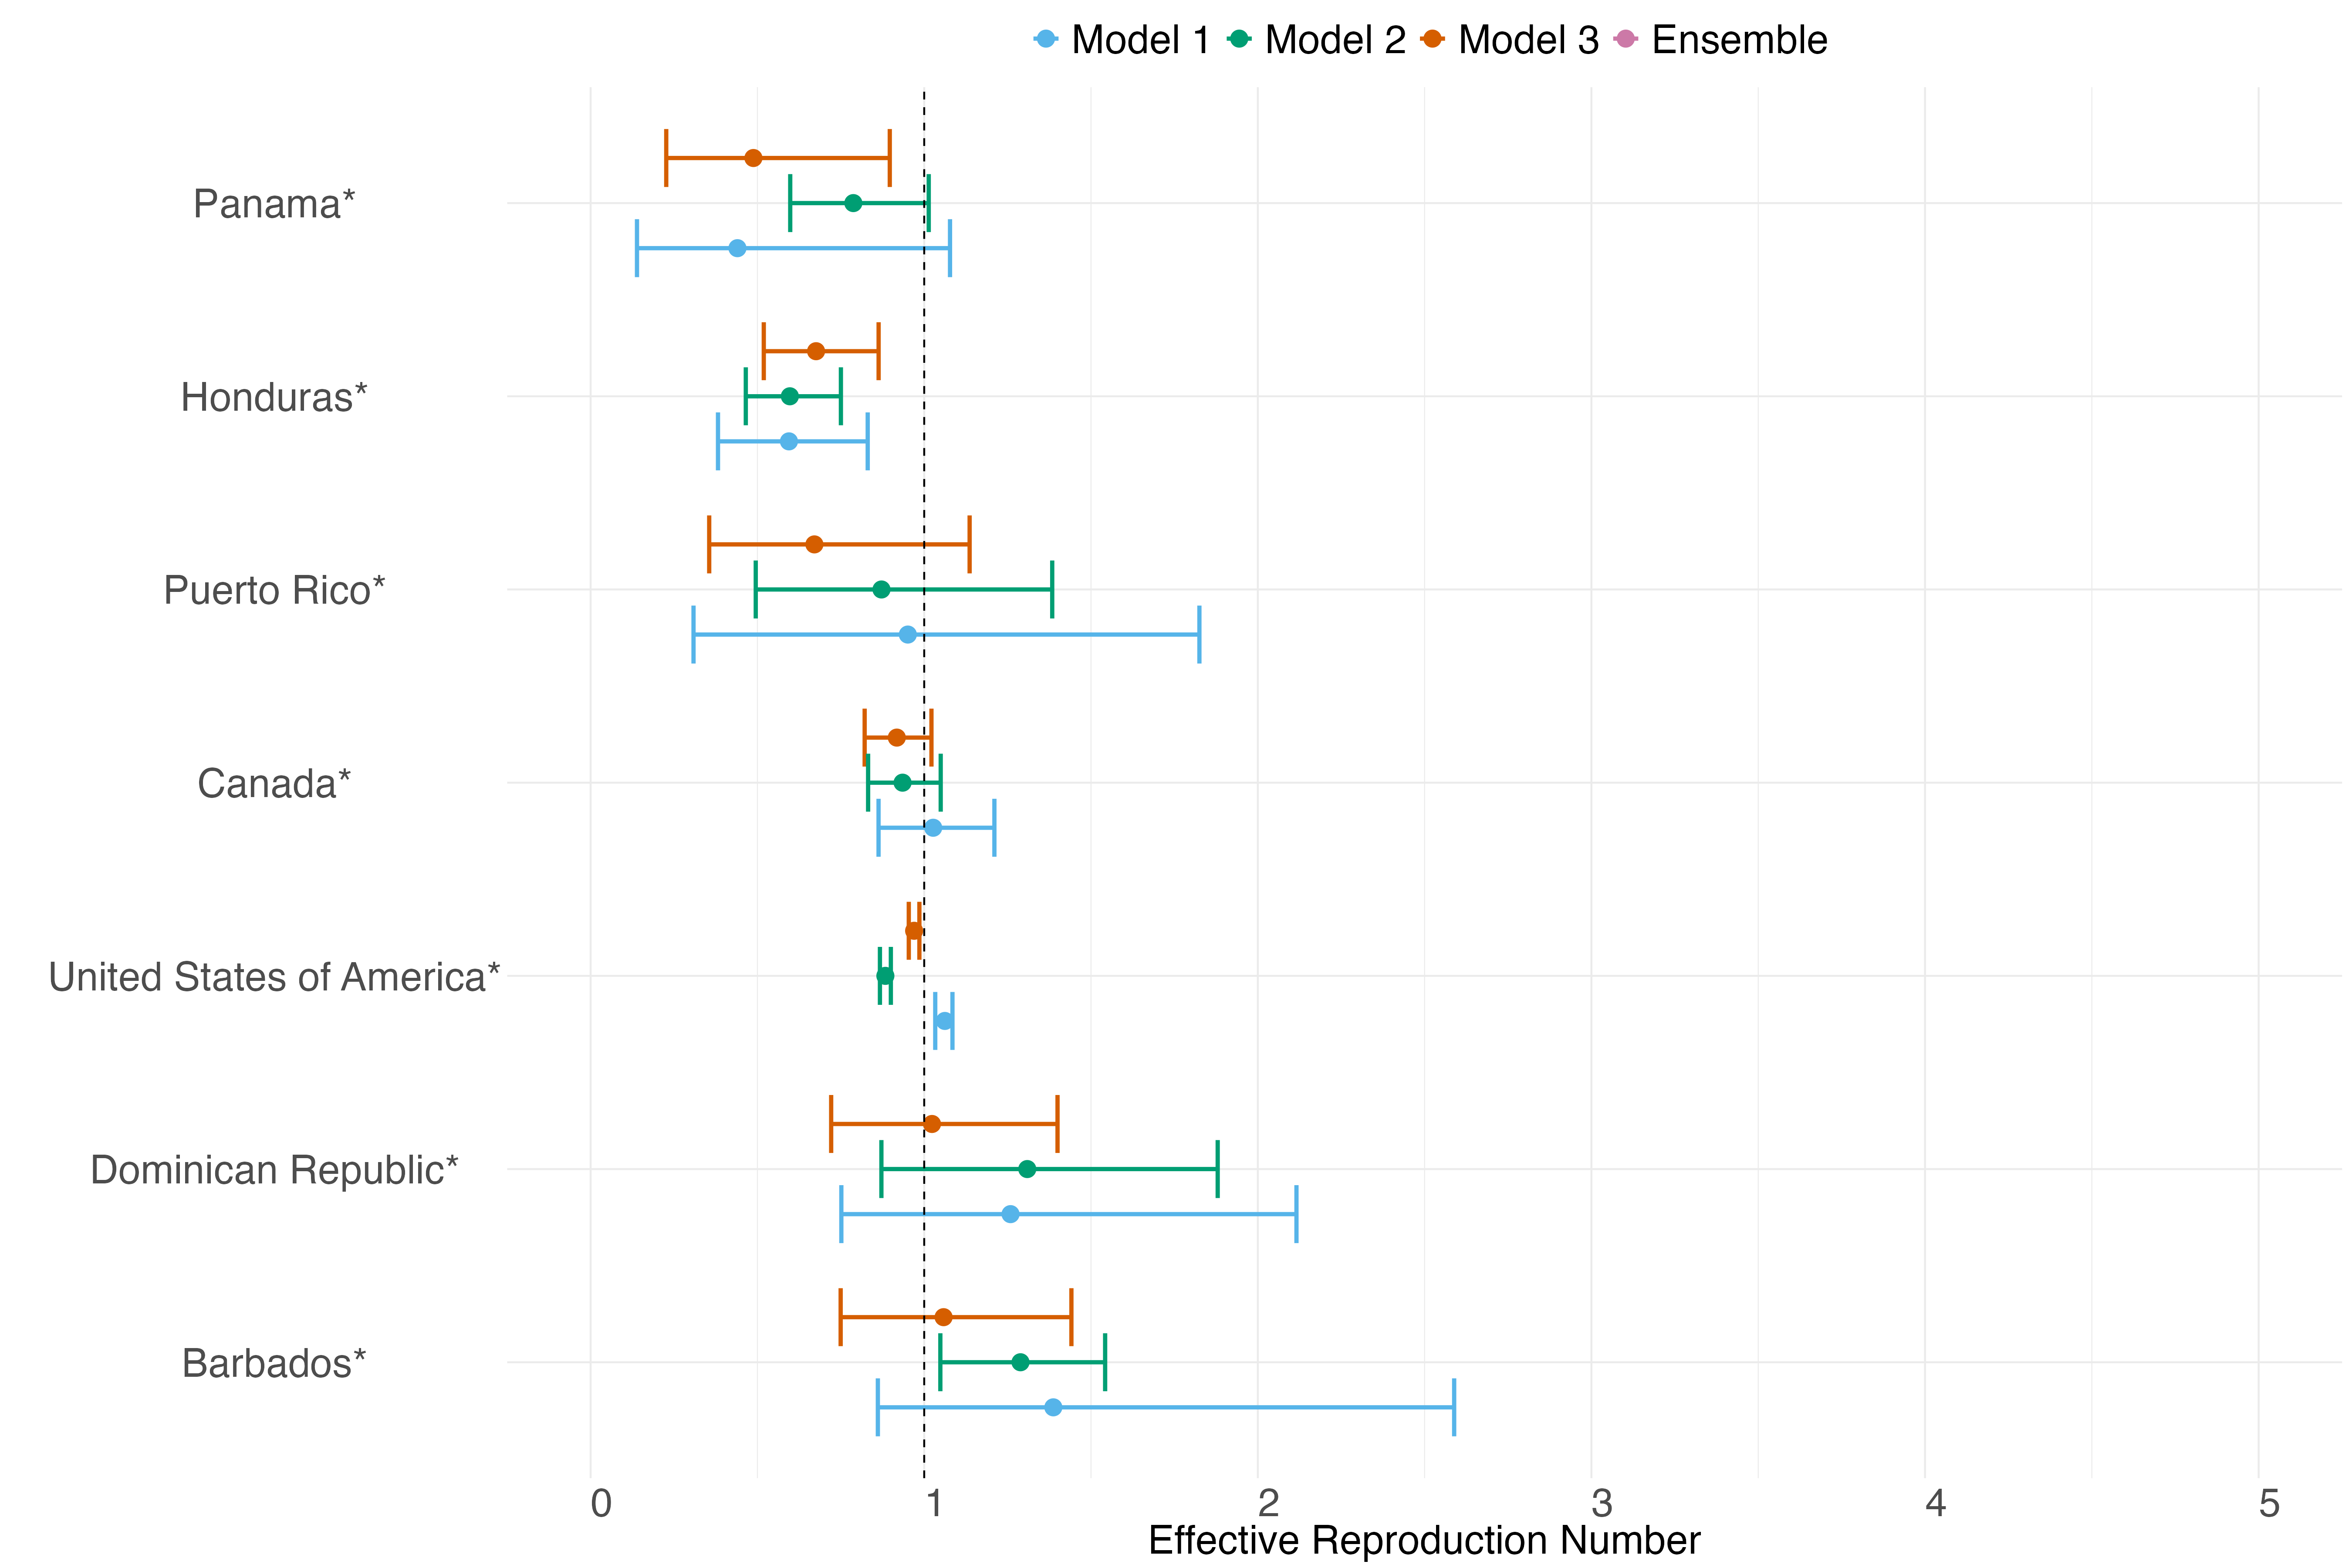 Model 1 Model 2 Model 3 Ensemble
Panama*
Honduras*
Puerto Rico*
Canada*
United States of America*
Dominican Republic*
Barbados*
0 1 2 3 4 5
Effective Reproduction Number